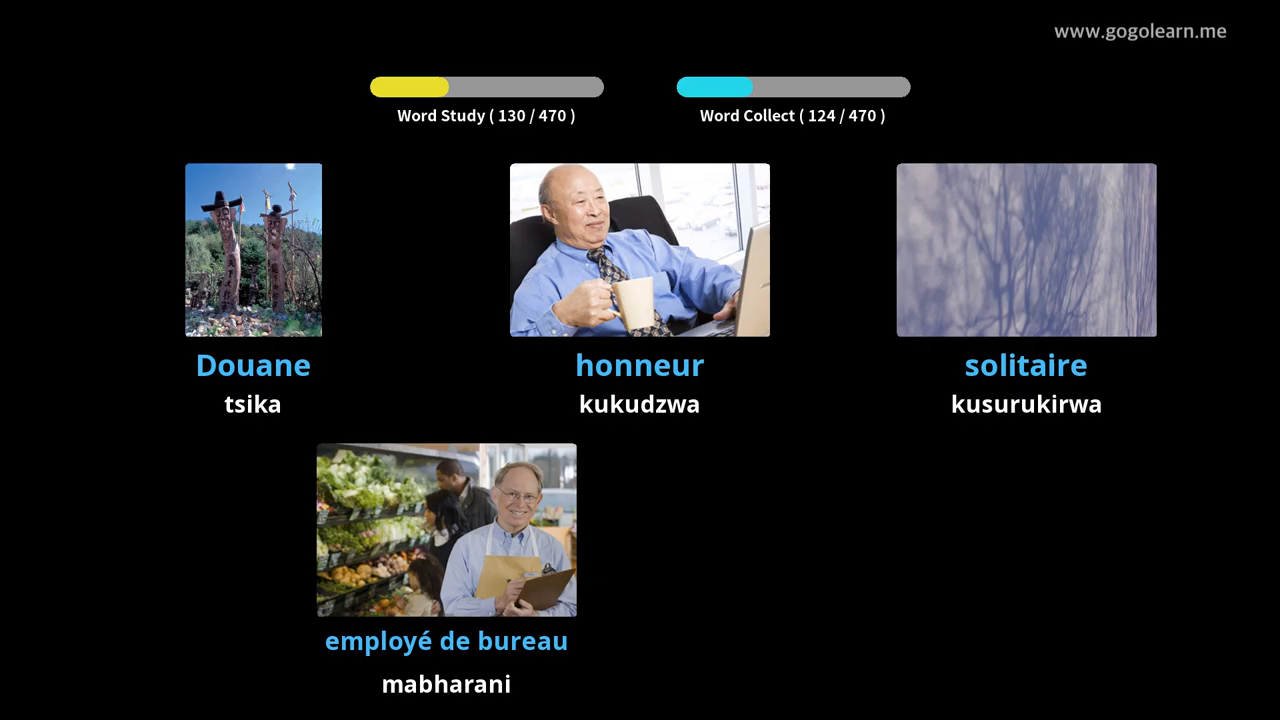 www.gogolearn.me
Word Study ( 130 / 470 )
Word Collect ( 124 / 470 )
Douane
tsika
honneur
kukudzwa
solitaire
kusurukirwa
employé de bureau
mabharani